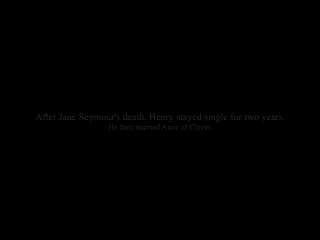 After Jane Seymour's death, Henry stayed single for two years.
He then married Anne of Cleves.